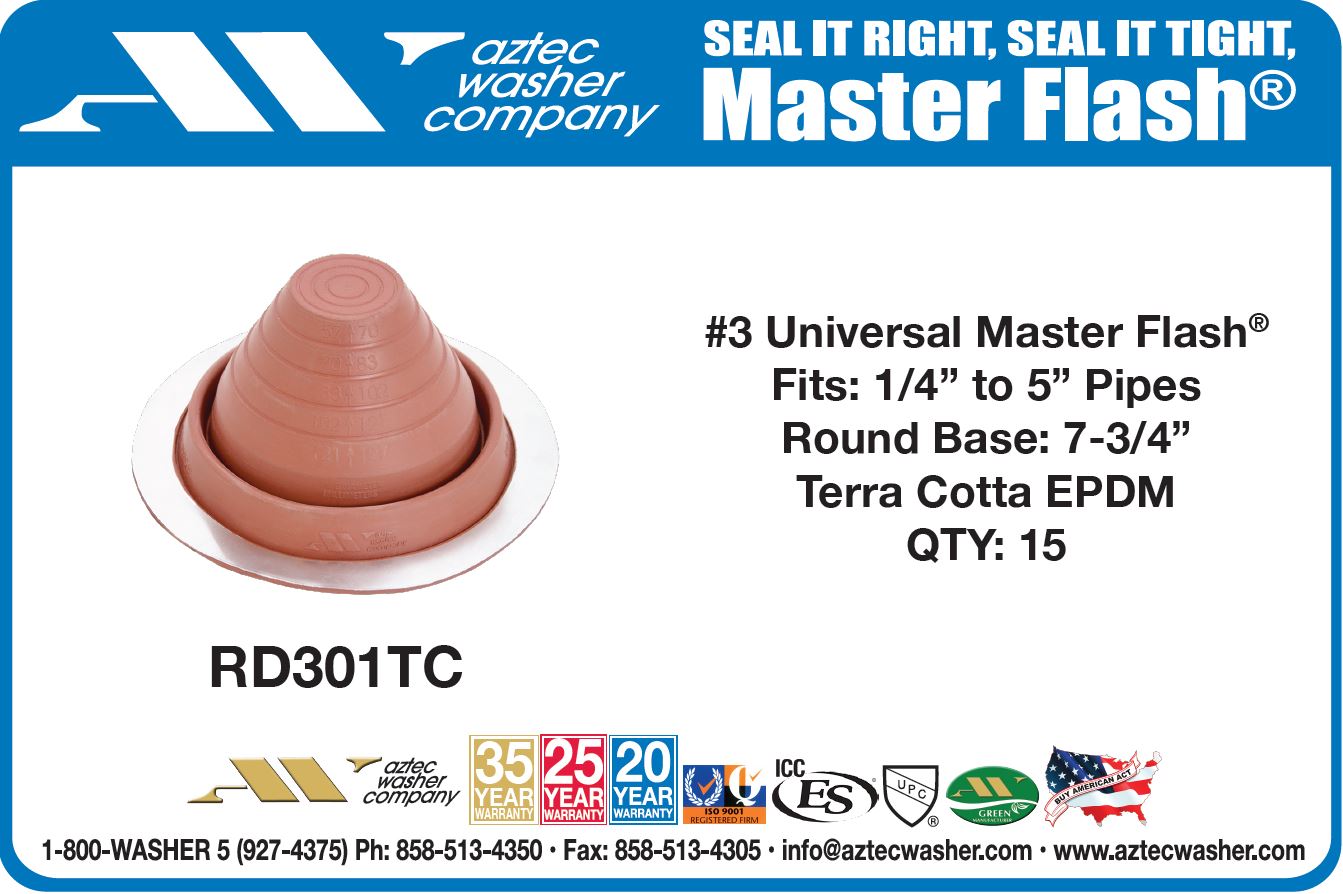 aztec
washer
company
SEAL IT RIGHT, SEAL IT TIGHT,
Master Flash®
#3 Universal Master Flash®
Fits: 1/4” to 5” Pipes
Round Base: 7-3/4”
Terra Cotta EPDM
QTY: 15
RD301TC
aztec
washer
company
35
YEAR
WARRANTY
25
YEAR
WARRANTY
20
YEAR
WARRANTY
Q
ISO 9001
REGISTERED FIRM
ICC
ES
UPC
®
GREEN
MANUFACTURER
BUY AMERICAN ACT
1-800-WASHER 5 (927-4375) Ph: 858-513-4350 · Fax: 858-513-4305 · info@aztecwasher.com · www.aztecwasher.com